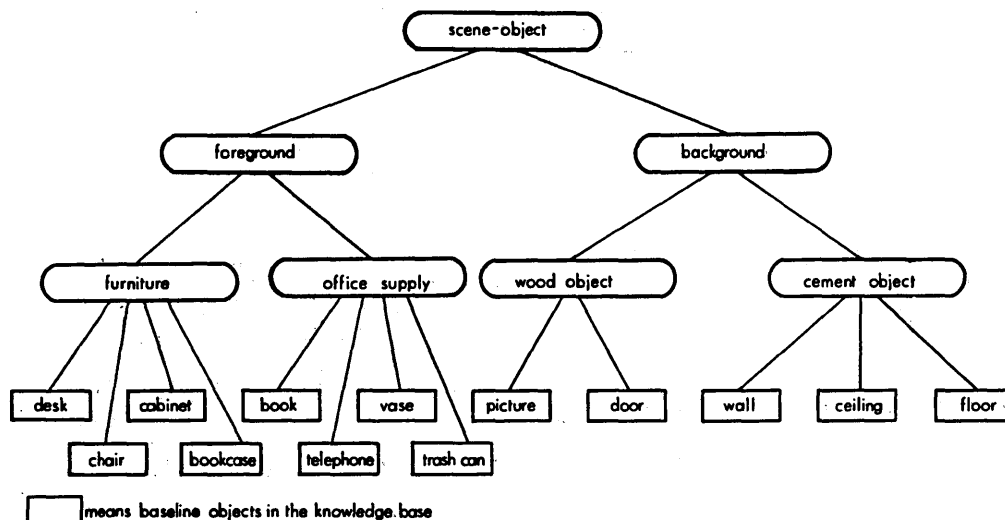 scene-object
foreground
background
furniture
office supply
wood object
cement object
desk
cabinet
book
vase
picture
door
wall
ceiling
floor
chair
bookcase
telephone
trash can
means baseline objects in the knowledge.base